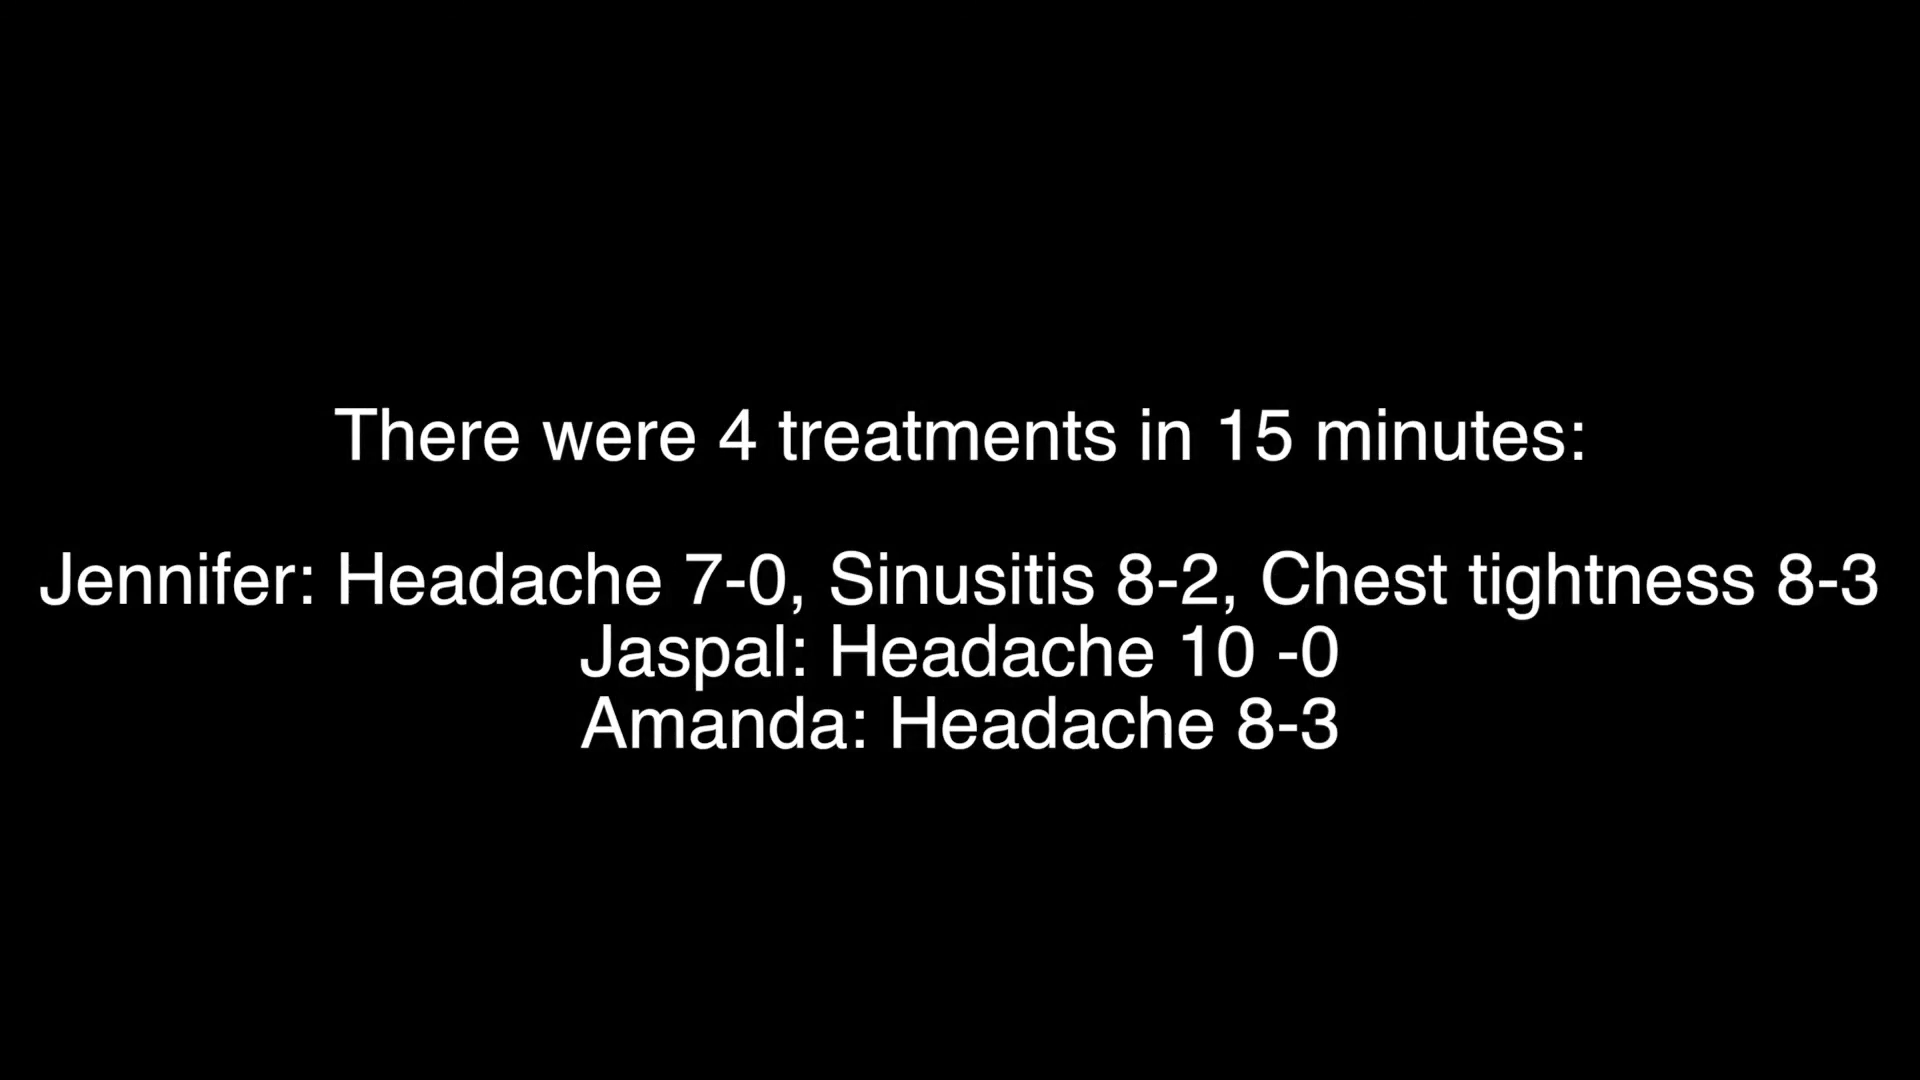 There were 4 treatments in 15 minutes:
Jennifer: Headache 7-0, Sinusitis 8-2, Chest tightness 8-3
Jaspal: Headache 10 -0
Amanda: Headache 8-3